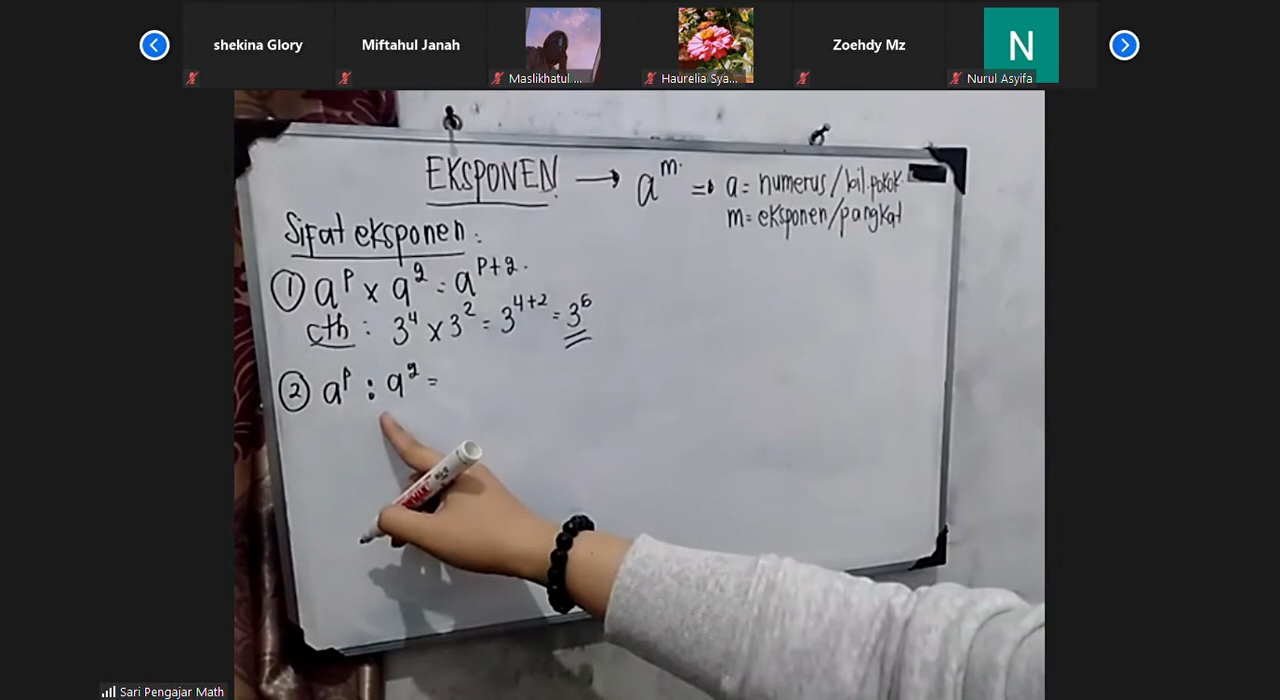 shekina Glory
Miftahul Janah
Maslikhatul ...
Haurelia Sya...
Zoehdy Mz
N
Nurul Asyifa
EKSPONEN → a^m ⇒ a = numerus/bil.pokok
m = eksponen/pangkat
Sifat eksponen :
① a^p x a^q = a^p+q.
cth : 3^4 x 3^2 = 3^4+2 = 3^6
② a^p : a^q =
Sari Pengajar Math